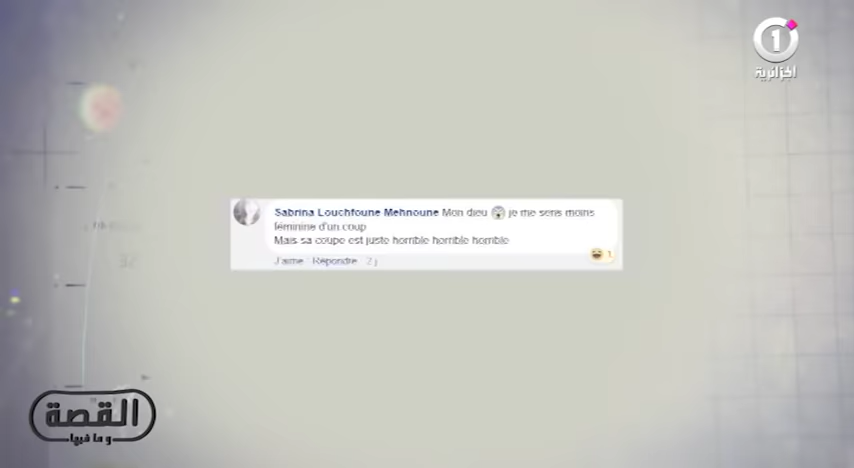 1
الجزائرية
Sabrina Louchfoune Mehnoune Mon dieu 😱 je me sens moins
féminine d'un coup
Mais sa coupe est juste horrible horrible horrible
1
J'aime Répondre 2 j
القصة
و ما فيها